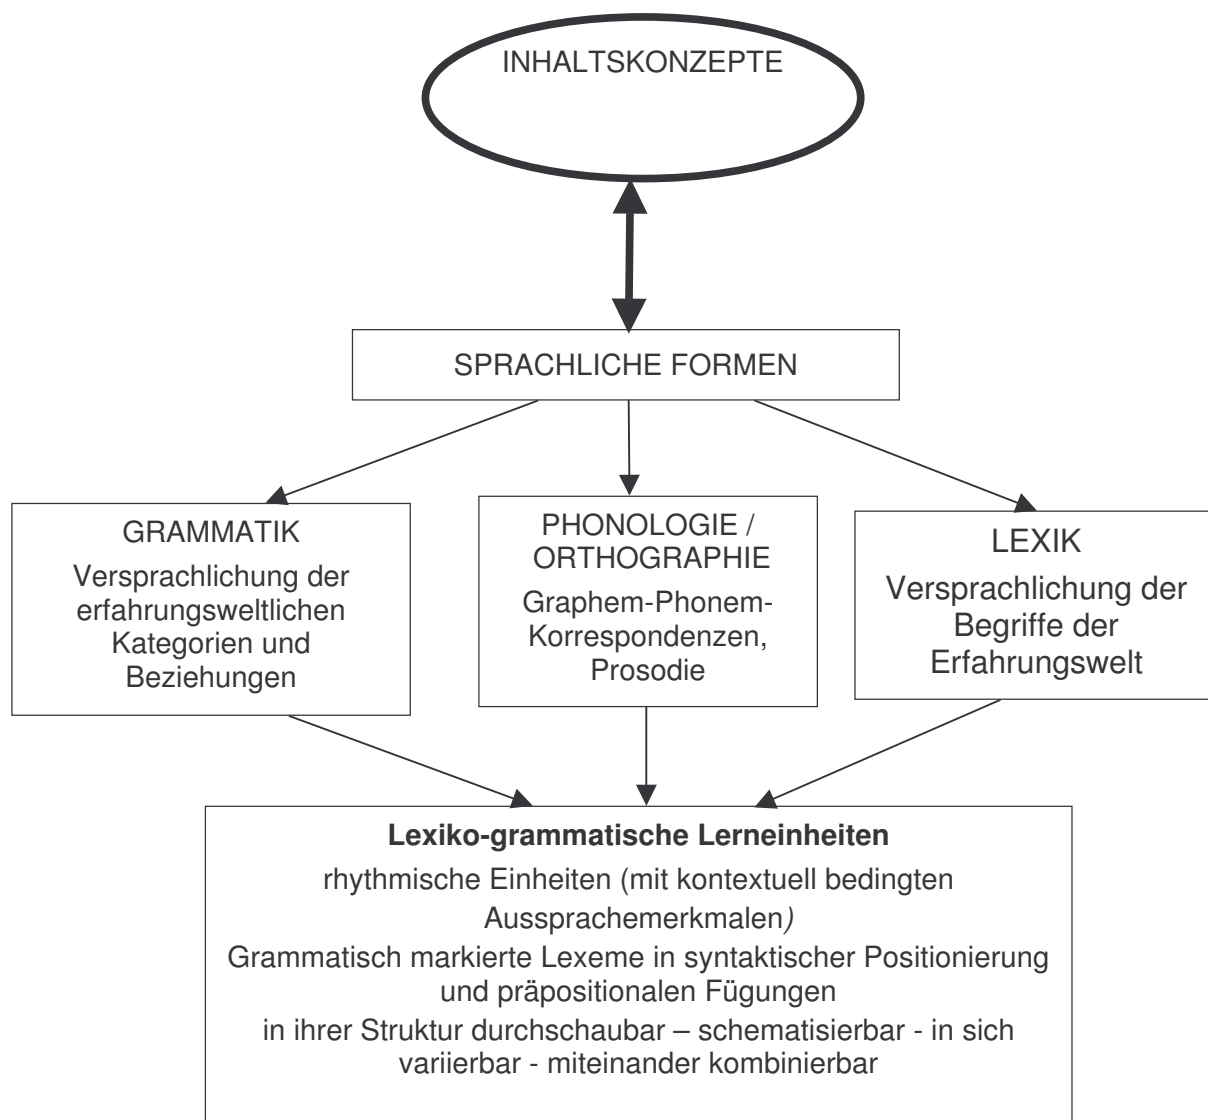 INHALTSKONZEPTE
SPRACHLICHE FORMEN
GRAMMATIK
Versprachlichung der
erfahrungsweltlichen
Kategorien und
Beziehungen
PHONOLOGIE /
ORTHOGRAPHIE
Graphem-Phonem-
Korrespondenzen,
Prosodie
LEXIK
Versprachlichung der
Begriffe der
Erfahrungswelt
Lexiko-grammatische Lerneinheiten
rhythmische Einheiten (mit kontextuell bedingten
Aussprachemerkmalen)
Grammatisch markierte Lexeme in syntaktischer Positionierung
und präpositionalen Fügungen
in ihrer Struktur durchschaubar – schematisierbar - in sich
variierbar - miteinander kombinierbar